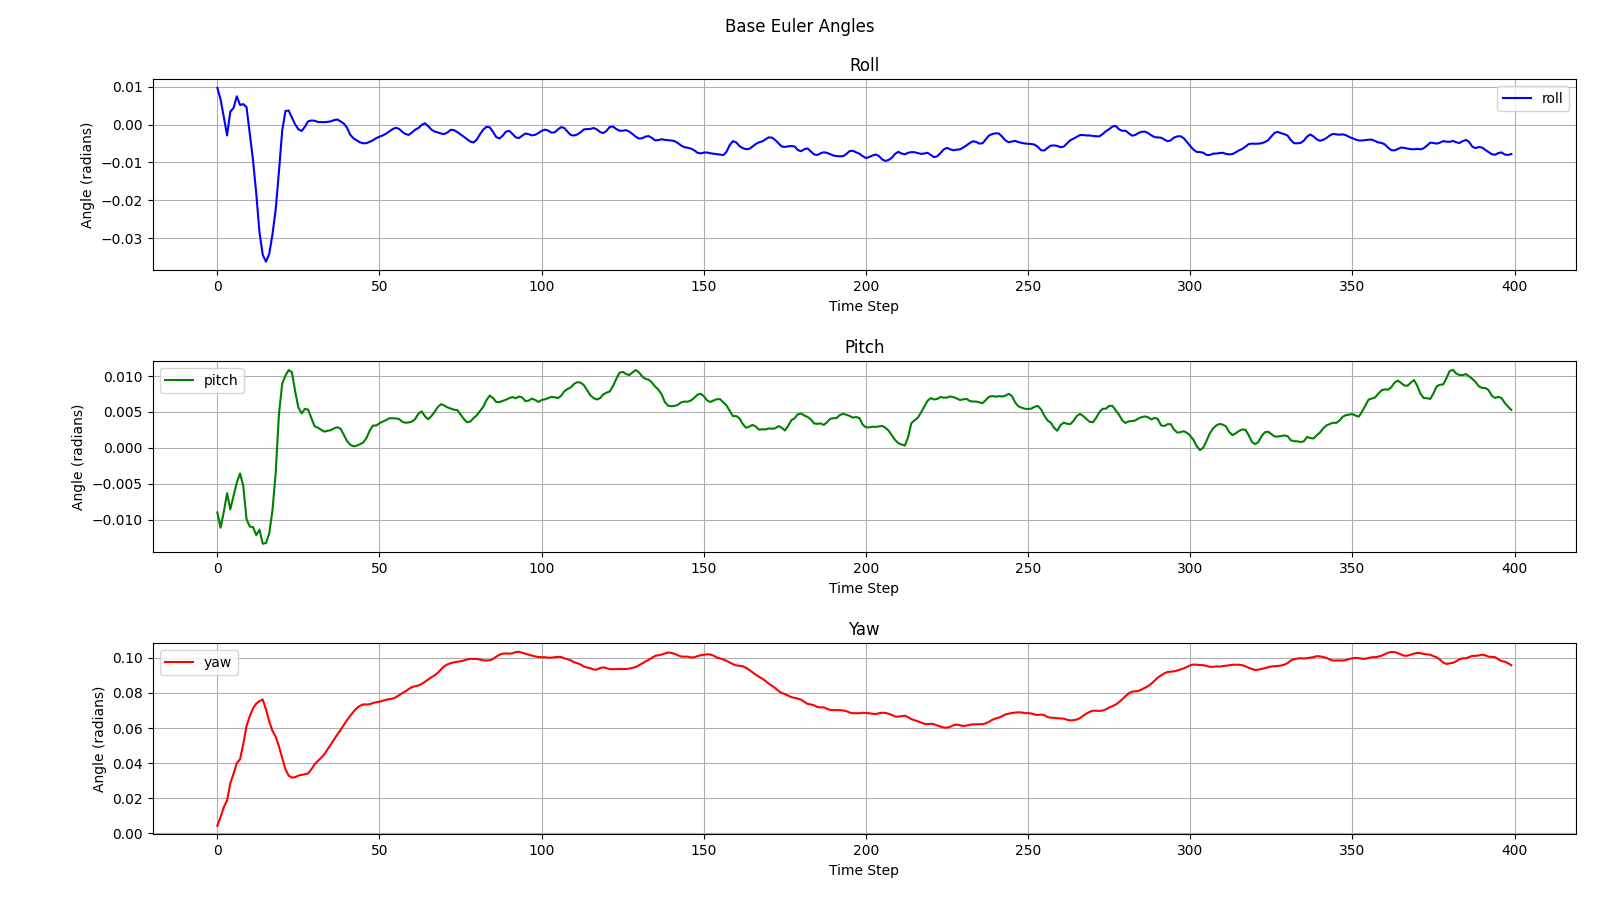 Base Euler Angles
Roll
Angle (radians)
0.01
0.00
−0.01
−0.02
−0.03
roll
0 50 100 150 200 250 300 350 400
Time Step
Pitch
Angle (radians)
0.010
0.005
0.000
−0.005
−0.010
pitch
0 50 100 150 200 250 300 350 400
Time Step
Yaw
Angle (radians)
0.10
0.08
0.06
0.04
0.02
0.00
yaw
0 50 100 150 200 250 300 350 400
Time Step